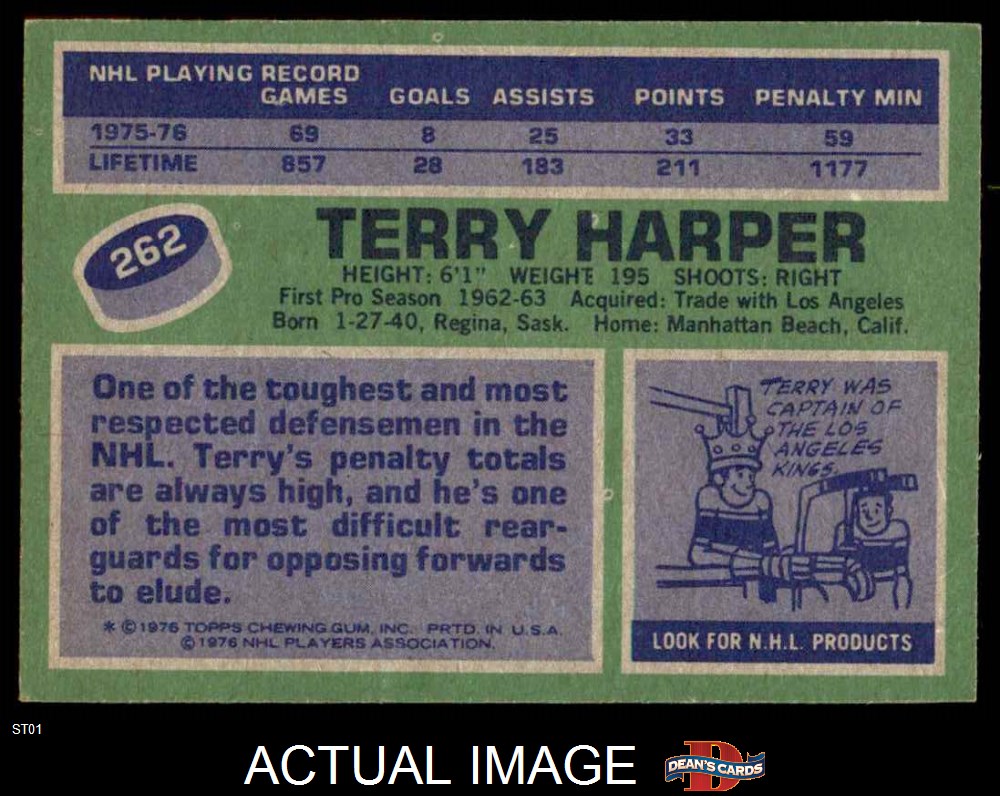 NHL PLAYING RECORD
GAMES GOALS ASSISTS POINTS PENALTY MIN
1975-76 69 8 25 33 59
LIFETIME 857 28 183 211 1177
262
TERRY HARPER
HEIGHT: 6'1" WEIGHT 195 SHOOTS: RIGHT
First Pro Season 1962-63 Acquired: Trade with Los Angeles
Born 1-27-40, Regina, Sask. Home: Manhattan Beach, Calif.
One of the toughest and most
respected defensemen in the
NHL. Terry's penalty totals
are always high, and he's one
of the most difficult rear-
guards for opposing forwards
to elude.
* © 1976 TOPPS CHEWING GUM, INC. PRTD. IN U.S.A.
© 1976 NHL PLAYERS ASSOCIATION.
TERRY WAS
CAPTAIN OF
THE LOS
ANGELES
KINGS.
LOOK FOR N.H.L. PRODUCTS
ST01
ACTUAL IMAGE
D
DEAN'S CARDS